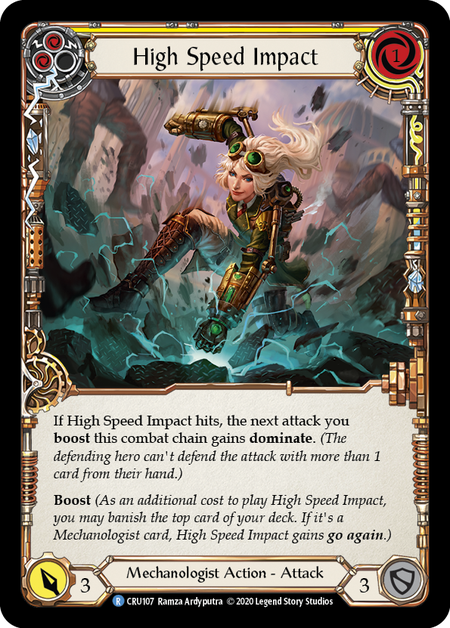 High Speed Impact
1
If High Speed Impact hits, the next attack you
boost this combat chain gains dominate. (The
defending hero can't defend the attack with more than 1
card from their hand.)
Boost (As an additional cost to play High Speed Impact,
you may banish the top card of your deck. If it's a
Mechanologist card, High Speed Impact gains go again.)
3
Mechanologist Action - Attack
3
R CRU107 Ramza Ardyputra © 2020 Legend Story Studios